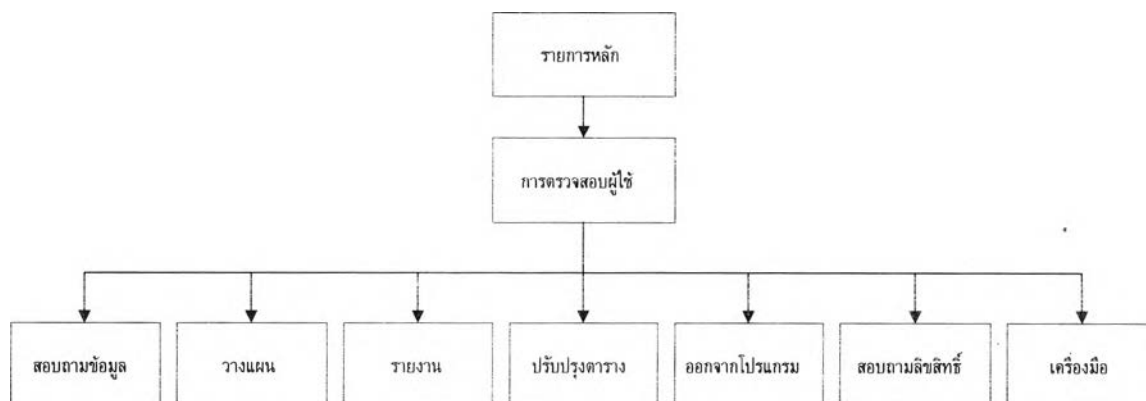 รายการหลัก
การตรวจสอบผู้ใช้
สอบถามข้อมูล
วางแผน
รายงาน
ปรับปรุงตาราง
ออกจากโปรแกรม
สอบถามลิขสิทธิ์
เครื่องมือ